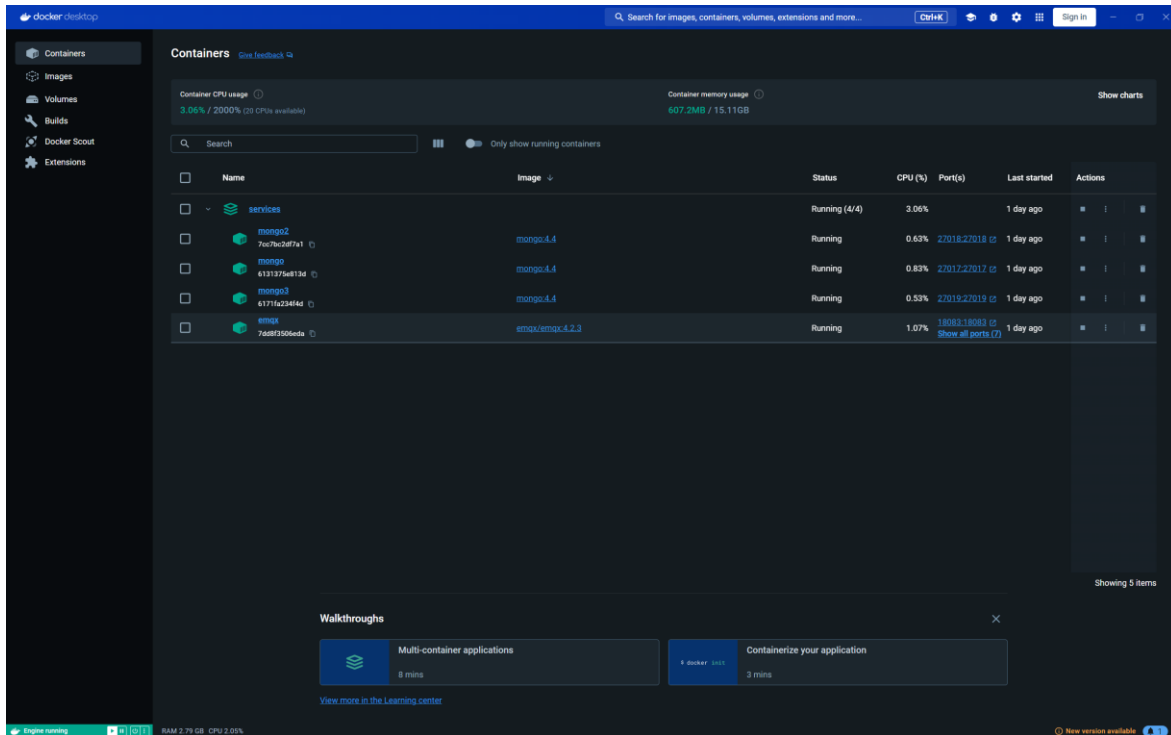 docker desktop
Search for images, containers, volumes, extensions and more...
Ctrl+K
Sign in
Containers
Images
Volumes
Builds
Docker Scout
Extensions
Containers Give feedback
Container CPU usage
3.06% / 2000% (20 CPUs available)
Container memory usage
607.2MB / 15.11GB
Show charts
Search
Only show running containers
Name Image Status CPU (%) Port(s) Last started Actions
services Running (4/4) 3.06% 1 day ago
mongo2
7cc7bc2df7a1
mongo:4.4 Running 0.63% 27018:27018 1 day ago
mongo
6131375e813d
mongo:4.4 Running 0.83% 27017:27017 1 day ago
mongo3
6171fa234f4d
mongo:4.4 Running 0.53% 27019:27019 1 day ago
emqx
7dd8f3506eda
emqx/emqx:4.2.3 Running 1.07% 18083:18083 1 day ago
Show all ports (7)
Showing 5 items
Walkthroughs
Multi-container applications
8 mins
docker init
Containerize your application
3 mins
View more in the Learning center
Engine running
RAM 2.79 GB CPU 2.05%
New version available
1